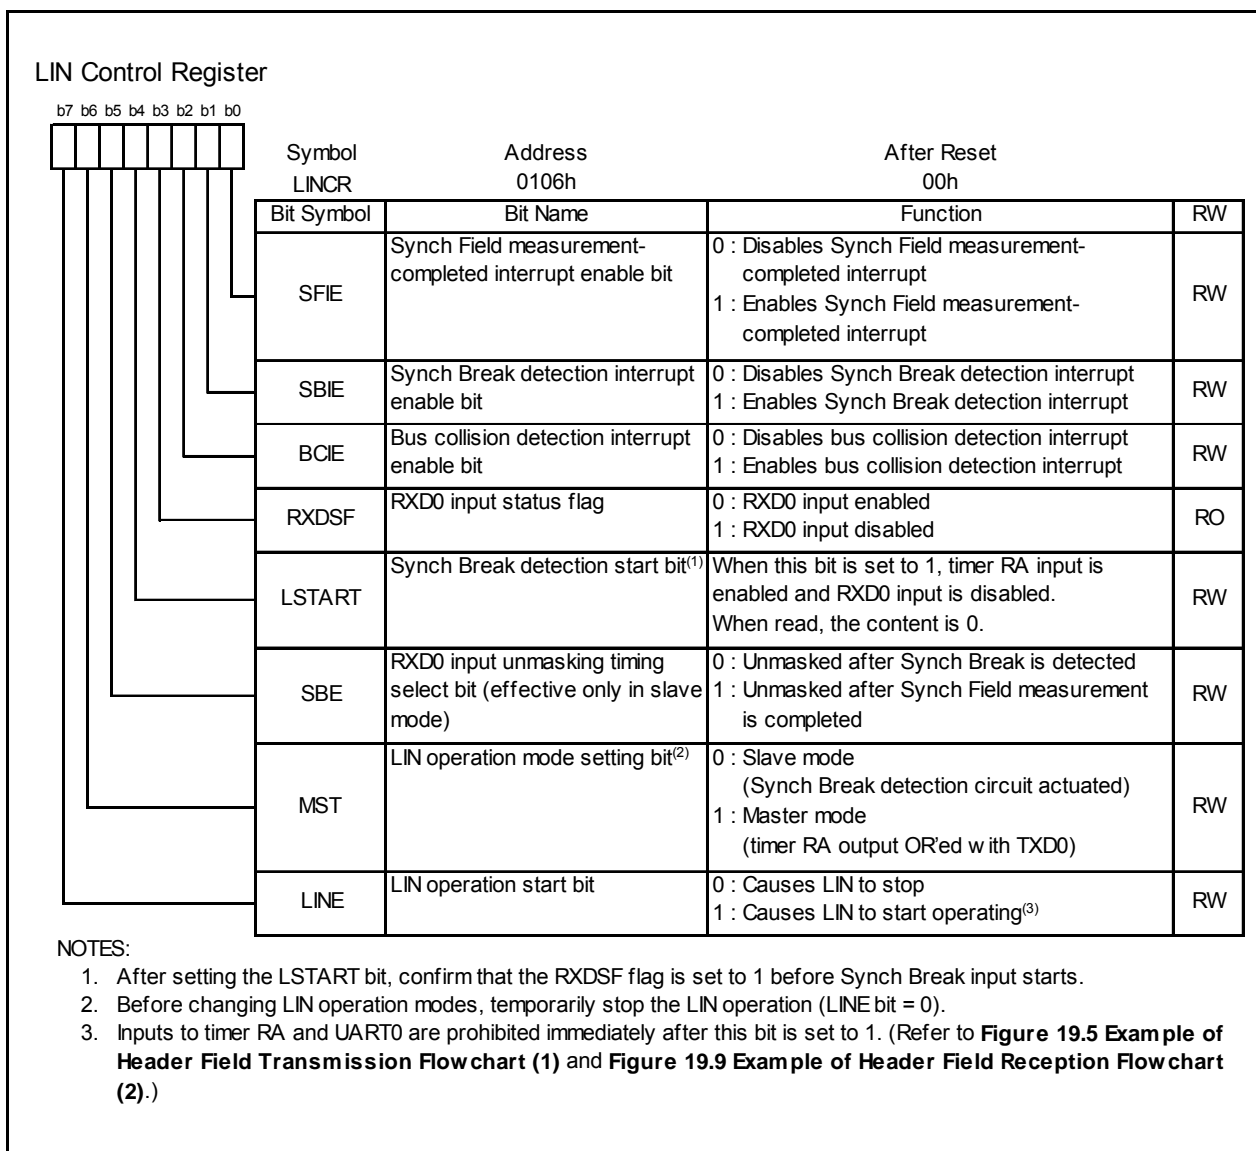 LIN Control Register
b7 b6 b5 b4 b3 b2 b1 b0
Symbol Address After Reset
LINCR 0106h 00h
Bit Symbol Bit Name Function RW
SFIE
Synch Field measurement-
completed interrupt enable bit
0 : Disables Synch Field measurement-
completed interrupt
1 : Enables Synch Field measurement-
completed interrupt
RW
SBIE
Synch Break detection interrupt
enable bit
0 : Disables Synch Break detection interrupt
1 : Enables Synch Break detection interrupt
RW
BCIE
Bus collision detection interrupt
enable bit
0 : Disables bus collision detection interrupt
1 : Enables bus collision detection interrupt
RW
RXDSF
RXD0 input status flag
0 : RXD0 input enabled
1 : RXD0 input disabled
RO
LSTART
Synch Break detection start bit(1)
When this bit is set to 1, timer RA input is
enabled and RXD0 input is disabled.
When read, the content is 0.
RW
SBE
RXD0 input unmasking timing
select bit (effective only in slave
mode)
0 : Unmasked after Synch Break is detected
1 : Unmasked after Synch Field measurement
is completed
RW
MST
LIN operation mode setting bit(2)
0 : Slave mode
(Synch Break detection circuit actuated)
1 : Master mode
(timer RA output OR'ed with TXD0)
RW
LINE
LIN operation start bit
0 : Causes LIN to stop
1 : Causes LIN to start operating(3)
RW
NOTES:
1. After setting the LSTART bit, confirm that the RXDSF flag is set to 1 before Synch Break input starts.
2. Before changing LIN operation modes, temporarily stop the LIN operation (LINE bit = 0).
3. Inputs to timer RA and UART0 are prohibited immediately after this bit is set to 1. (Refer to Figure 19.5 Example of
Header Field Transmission Flowchart (1) and Figure 19.9 Example of Header Field Reception Flowchart
(2).)